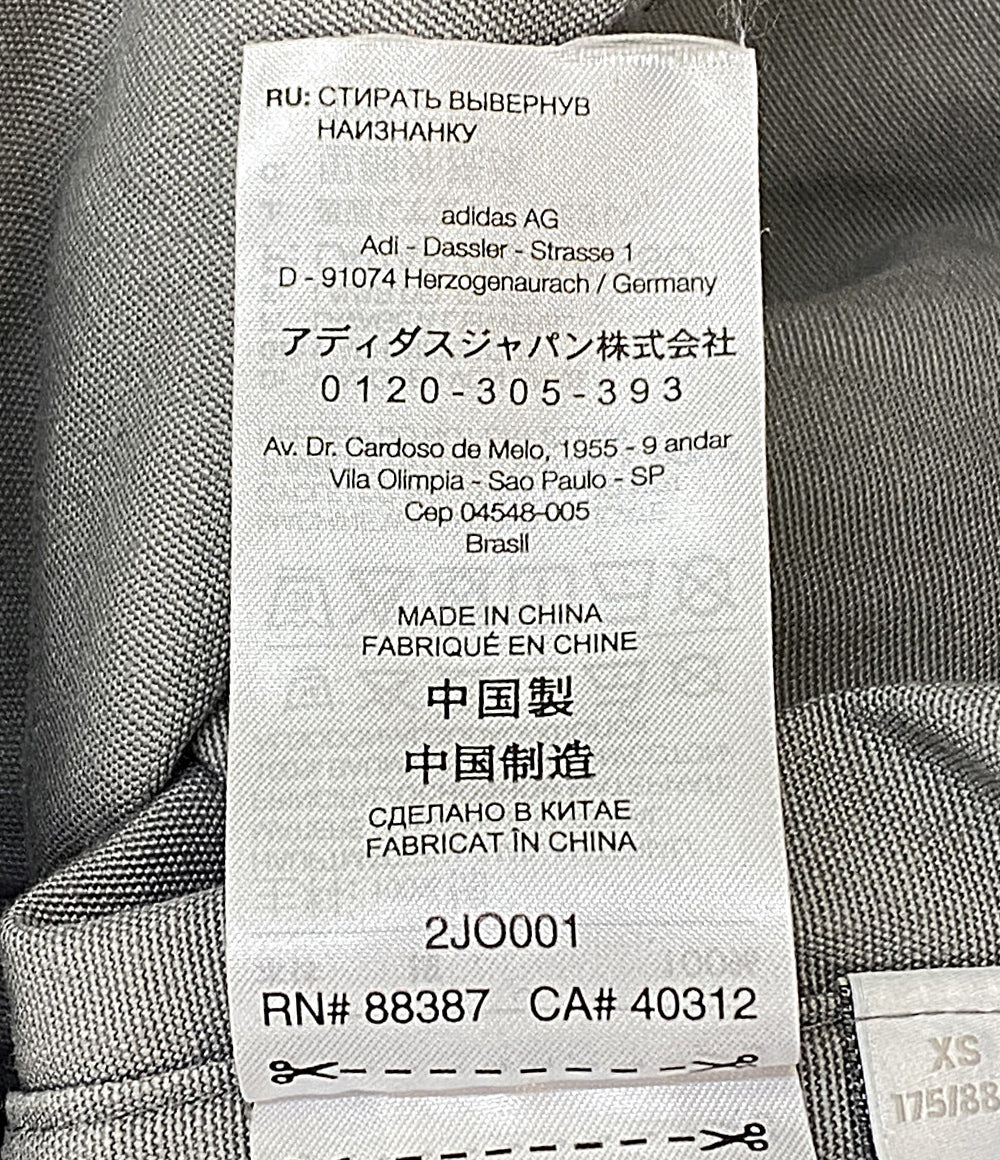 RU: СТИРАТЬ ВЫВЕРНУВ
НАИЗНАНКУ
adidas AG
Adi - Dassler - Strasse 1
D - 91074 Herzogenaurach / Germany
アディダスジャパン株式会社
0120-305-393
Av. Dr. Cardoso de Melo, 1955 - 9 andar
Vila Olimpia - Sao Paulo - SP
Cep 04548-005
Brasil
MADE IN CHINA
FABRIQUÉ EN CHINE
中国製
中国制造
СДЕЛАНО В КИТАЕ
FABRICAT ÎN CHINA
2JO001
RN# 88387 CA# 40312
XS
175/88